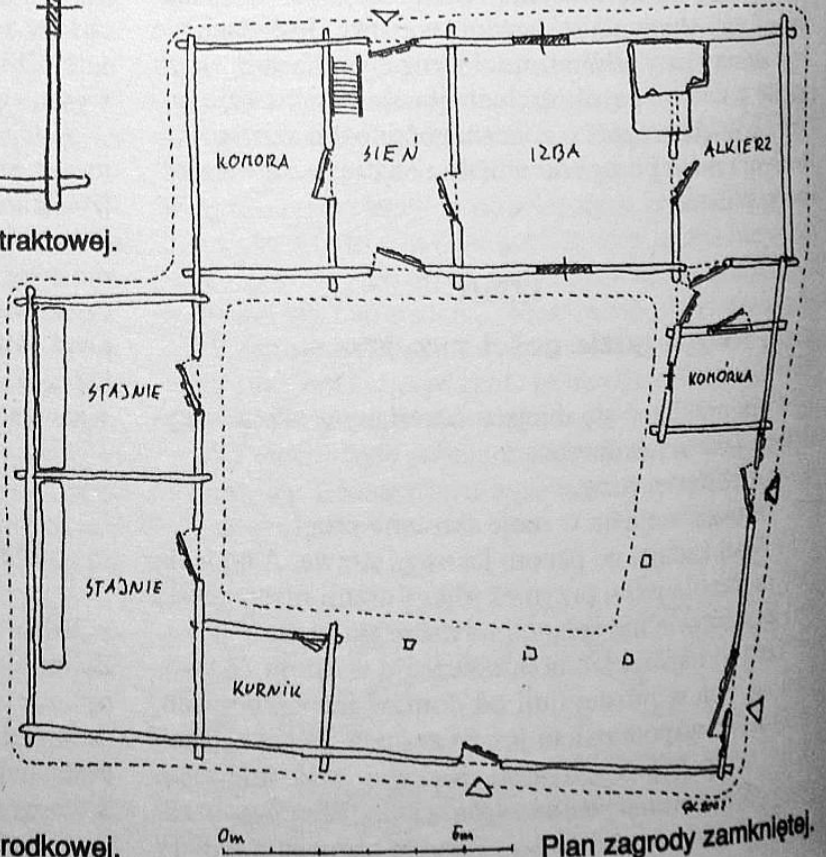 traktowej.
KOMORA
SIEŃ
IZBA
ALKIERZ
STAJNIE
KOMÓRKA
STAJNIE
KURNIK
rodkowej.
0m
5m
Plan zagrody zamkniętej.